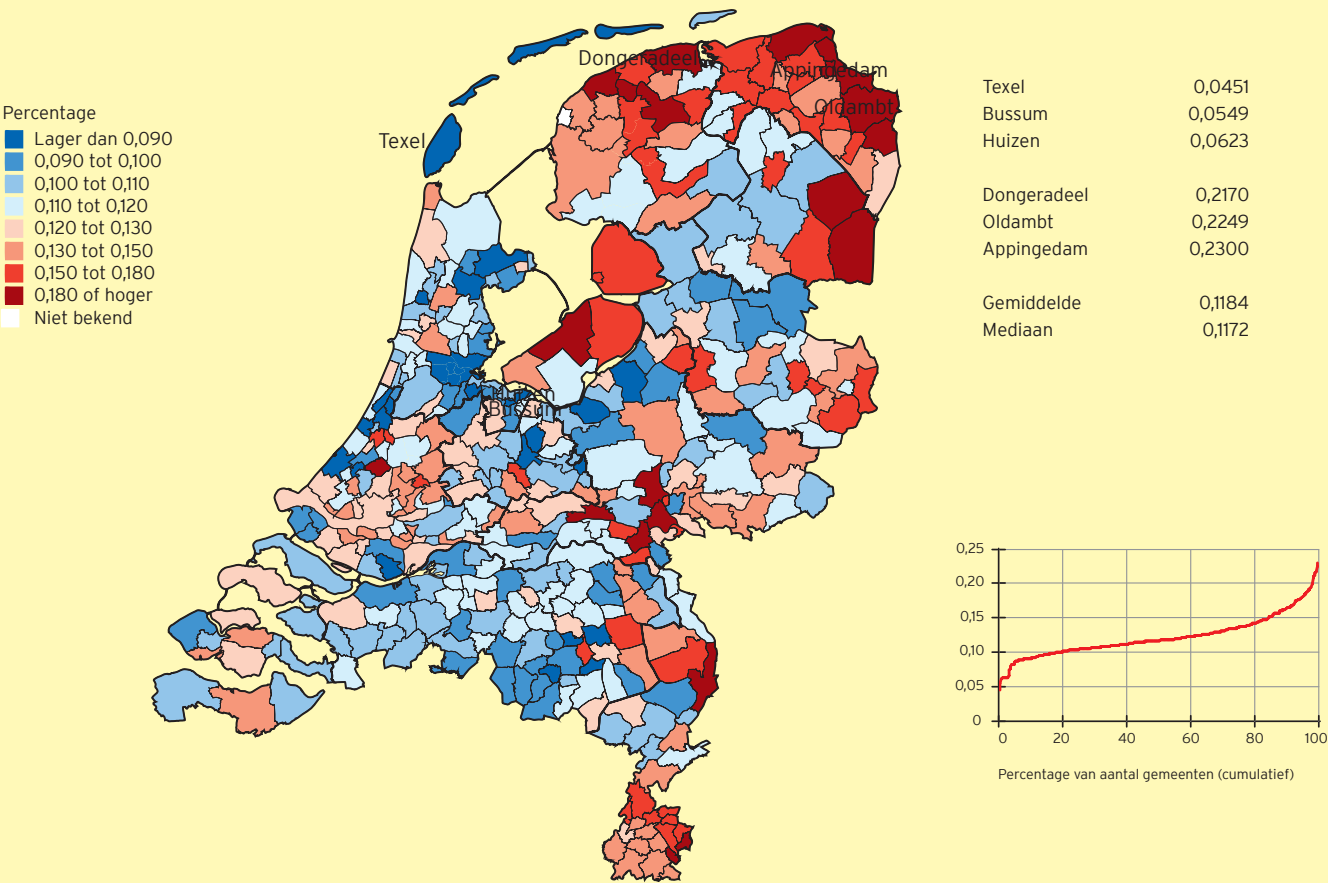 Percentage
Lager dan 0,090
0,090 tot 0,100
0,100 tot 0,110
0,110 tot 0,120
0,120 tot 0,130
0,130 tot 0,150
0,150 tot 0,180
0,180 of hoger
Niet bekend
Dongeradeel
Appingedam
Oldambt
Texel
Huizen
Bussum
Texel 0,0451
Bussum 0,0549
Huizen 0,0623
Dongeradeel 0,2170
Oldambt 0,2249
Appingedam 0,2300
Gemiddelde 0,1184
Mediaan 0,1172
0,25
0,20
0,15
0,10
0,05
0
0 20 40 60 80 100
Percentage van aantal gemeenten (cumulatief)